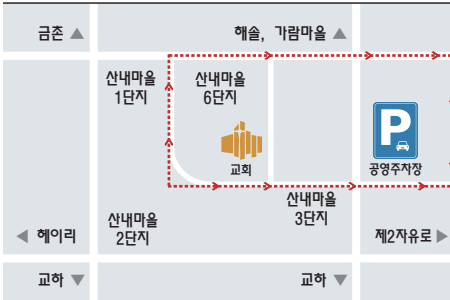 금촌 ▲
해솔, 가람마을 ▲
산내마을
1단지
산내마을
6단지
교회
P
공영주차장
산내마을
3단지
산내마을
2단지
◀ 헤이리
제2자유로 ▶
교하 ▼
교하 ▼